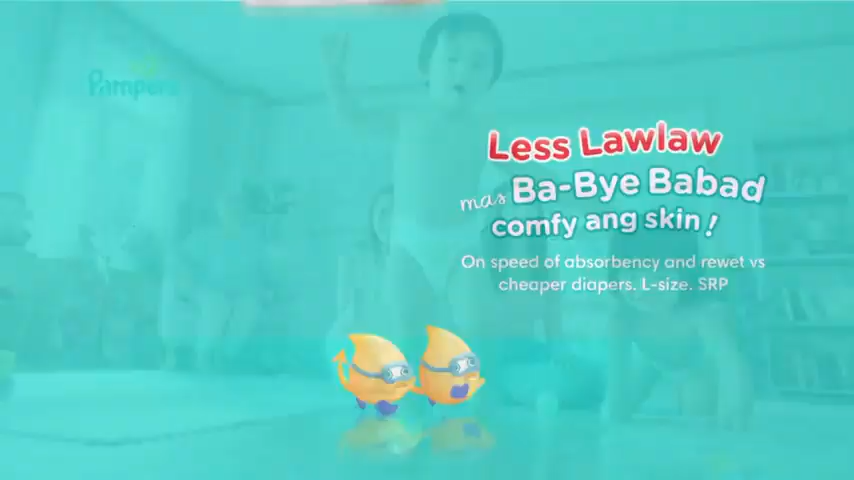 Pampers
Less Lawlaw
mas Ba-Bye Babad
comfy ang skin!
On speed of absorbency and rewet vs
cheaper diapers. L-size. SRP